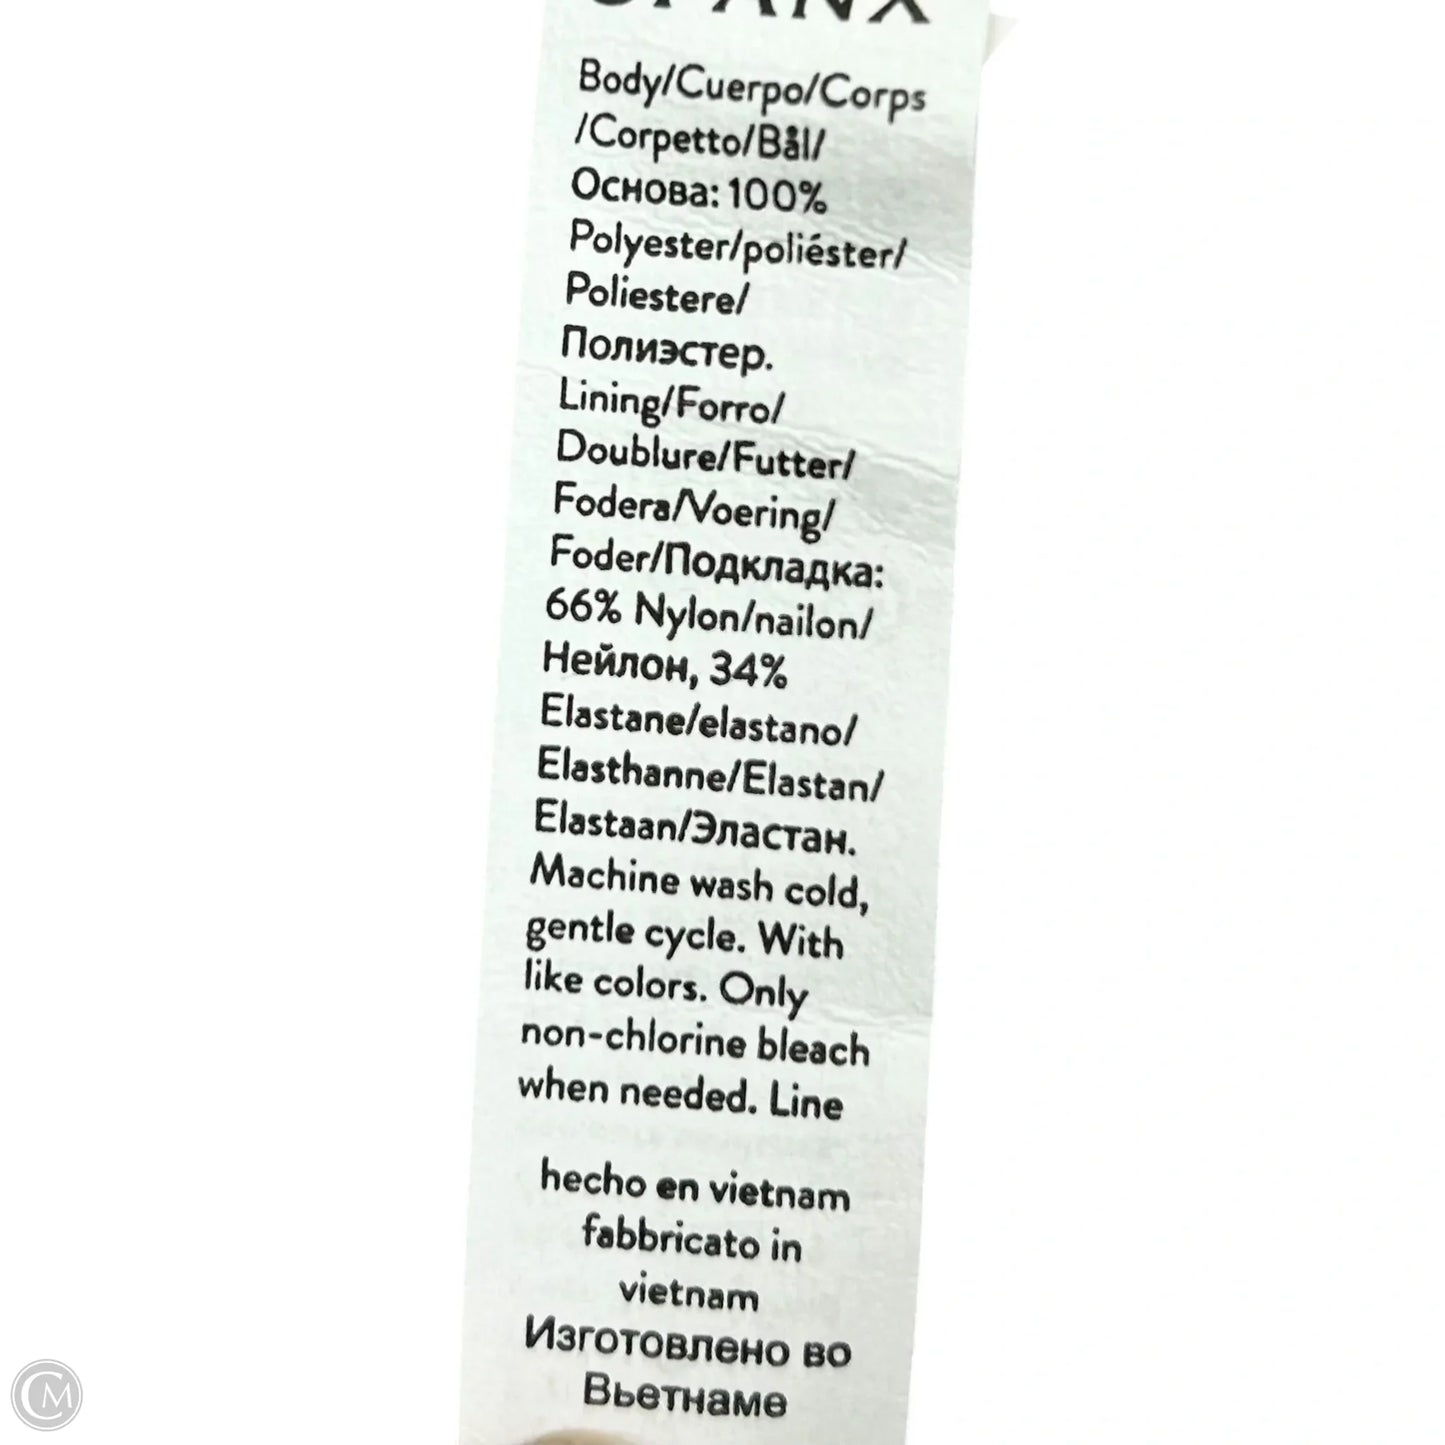 SPANX
Body/Cuerpo/Corps
/Corpetto/Bål/
Основа: 100%
Polyester/poliéster/
Poliestere/
Полиэстер.
Lining/Forro/
Doublure/Futter/
Fodera/Voering/
Foder/Подкладка:
66% Nylon/nailon/
Нейлон, 34%
Elastane/elastano/
Elasthanne/Elastan/
Elastaan/Эластан.
Machine wash cold,
gentle cycle. With
like colors. Only
non-chlorine bleach
when needed. Line
hecho en vietnam
fabbricato in
vietnam
Изготовлено во
Вьетнаме
CM